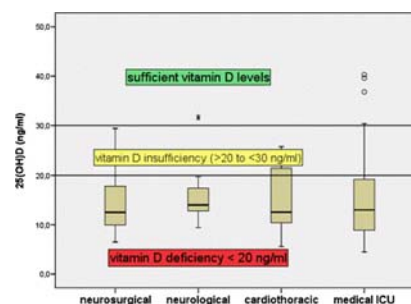 50,0
sufficient vitamin D levels
40,0
30,0
vitamin D insufficiency (>20 to <30 ng/ml)
20,0
10,0
vitamin D deficiency < 20 ng/ml
0,0
25(OH)D (ng/ml)
neurosurgical neurological cardiothoracic medical ICU